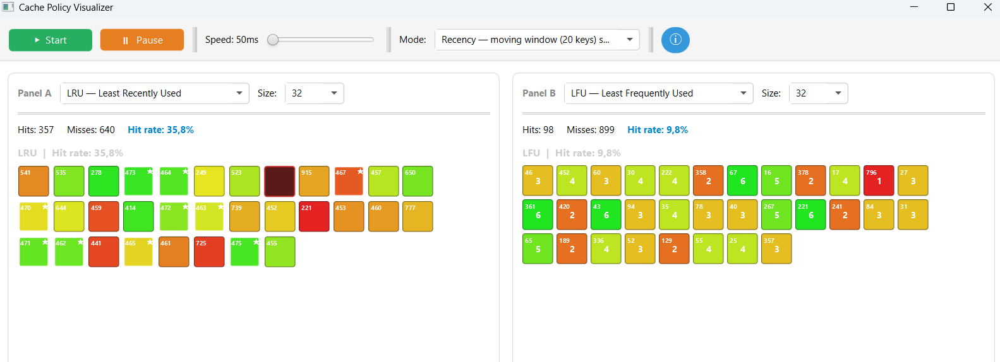 Cache Policy Visualizer
Start Pause Speed: 50ms Mode: Recency — moving window (20 keys) s...
Panel A LRU — Least Recently Used Size: 32
Hits: 357 Misses: 640 Hit rate: 35,8%
LRU | Hit rate: 35,8%
541 535 278 473 464 249 523 915 467 457 650
470 644 459 414 472 463 739 452 221 453 460 777
471 462 441 465 461 725 475 455
Panel B LFU — Least Frequently Used Size: 32
Hits: 98 Misses: 899 Hit rate: 9,8%
LFU | Hit rate: 9,8%
46 3 452 4 60 3 30 4 222 4 358 2 67 6 16 5 378 2 17 4 796 1 27 3
361 6 420 2 43 6 94 3 35 4 78 3 40 3 267 5 221 6 241 2 84 3 31 3
65 5 189 2 336 4 52 3 129 2 55 4 25 4 357 3